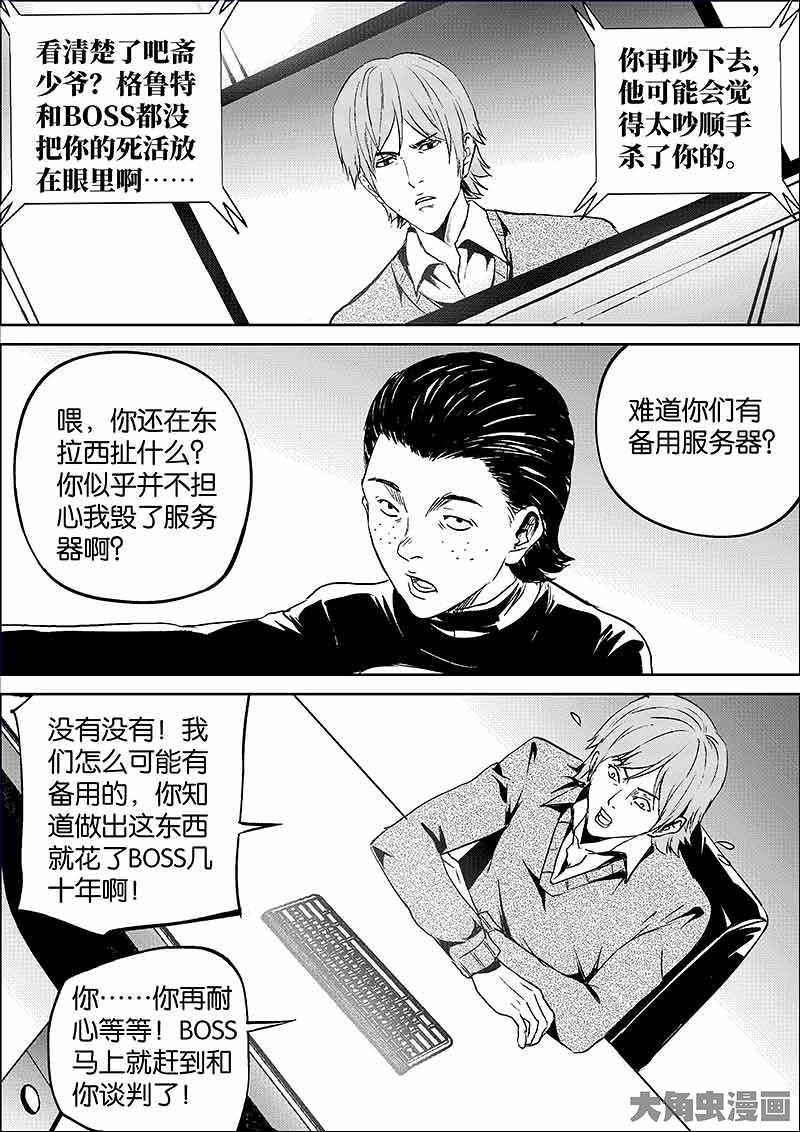 看清楚了吧斋
少爷？格鲁特
和BOSS都没
把你的死活放
在眼里啊……
你再吵下去，
他可能会觉
得太吵顺手
杀了你的。
喂，你还在东
拉西扯什么？
你似乎并不担
心我毁了服务
器啊？
难道你们有
备用服务器？
没有没有！我
们怎么可能有
备用的，你知
道做出这东西
就花了BOSS几
十年啊！
你……你再耐
心等等！BOSS
马上就赶到和
你谈判了！
大角虫漫画